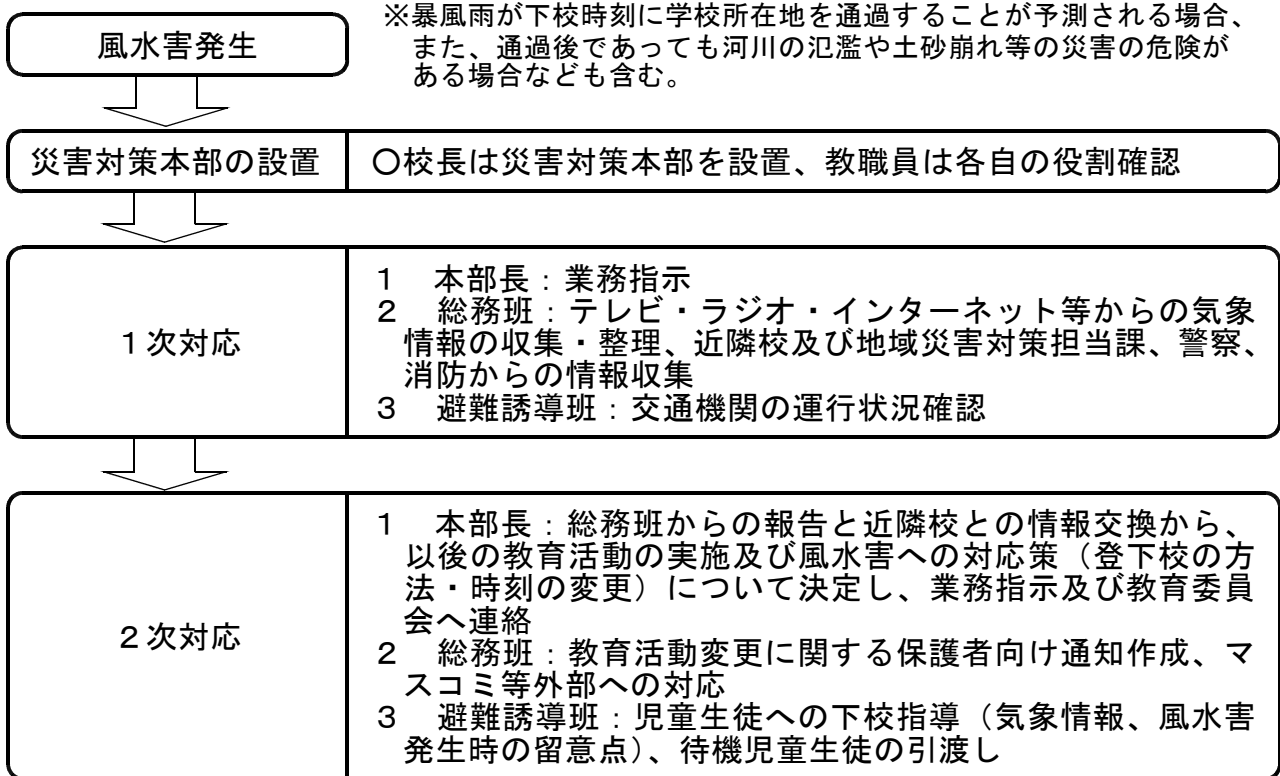 風水害発生
※暴風雨が下校時刻に学校所在地を通過することが予測される場合、
また、通過後であっても河川の氾濫や土砂崩れ等の災害の危険が
ある場合なども含む。
災害対策本部の設置
○校長は災害対策本部を設置、教職員は各自の役割確認
1次対応
1　本部長：業務指示
2　総務班：テレビ・ラジオ・インターネット等からの気象
情報の収集・整理、近隣校及び地域災害対策担当課、警察、
消防からの情報収集
3　避難誘導班：交通機関の運行状況確認
2次対応
1　本部長：総務班からの報告と近隣校との情報交換から、
以後の教育活動の実施及び風水害への対応策（登下校の方
法・時刻の変更）について決定し、業務指示及び教育委員
会へ連絡
2　総務班：教育活動変更に関する保護者向け通知作成、マ
スコミ等外部への対応
3　避難誘導班：児童生徒への下校指導（気象情報、風水害
発生時の留意点）、待機児童生徒の引渡し